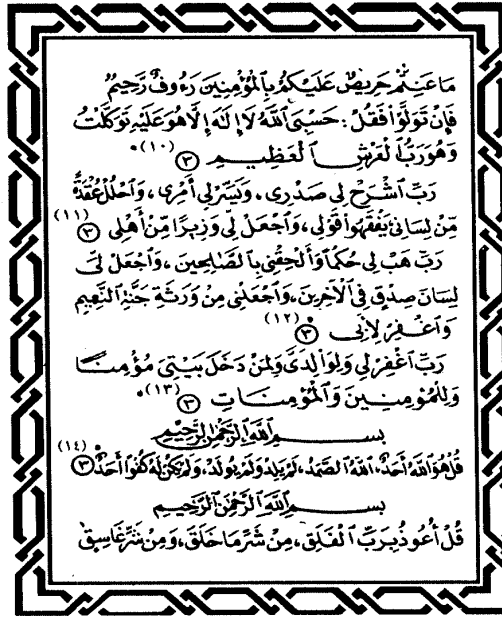 مَا عَنِتُّمْ حَرِيصٌ عَلَيْكُمْ بِالْمُؤْمِنِينَ رَءُوفٌ رَّحِيمٌ
فَإِنْ تَوَلَّوْا فَقُلْ: حَسْبِيَ اللَّهُ لَا إِلَٰهَ إِلَّا هُوَ عَلَيْهِ تَوَكَّلْتُ
وَهُوَ رَبُّ الْعَرْشِ الْعَظِيمِ ٣ (١٠).
رَبِّ اشْرَحْ لِي صَدْرِي، وَيَسِّرْ لِي أَمْرِي، وَاحْلُلْ عُقْدَةً
مِّنْ لِسَانِي يَفْقَهُوا قَوْلِي، وَاجْعَلْ لِّي وَزِيرًا مِّنْ أَهْلِي ٣ (١١)
رَبِّ هَبْ لِي حُكْمًا وَأَلْحِقْنِي بِالصَّالِحِينَ، وَاجْعَلْ لِّي
لِسَانَ صِدْقٍ فِي الْآخِرِينَ، وَاجْعَلْنِي مِنْ وَرَثَةِ جَنَّةِ النَّعِيمِ
وَاغْفِرْ لِأَبِي ٣ (١٢).
رَبِّ اغْفِرْ لِي وَلِوَالِدَيَّ وَلِمَنْ دَخَلَ بَيْتِيَ مُؤْمِنًا
وَلِلْمُؤْمِنِينَ وَالْمُؤْمِنَاتِ ٣ (١٣).
بِسْمِ اللَّهِ الرَّحْمَٰنِ الرَّحِيمِ
قُلْ هُوَ اللَّهُ أَحَدٌ، اللَّهُ الصَّمَدُ، لَمْ يَلِدْ وَلَمْ يُولَدْ، وَلَمْ يَكُنْ لَهُ كُفُوًا أَحَدٌ ٣ (١٤)
بِسْمِ اللَّهِ الرَّحْمَٰنِ الرَّحِيمِ
قُلْ أَعُوذُ بِرَبِّ الْفَلَقِ، مِنْ شَرِّ مَا خَلَقَ، وَمِنْ شَرِّ غَاسِقٍ